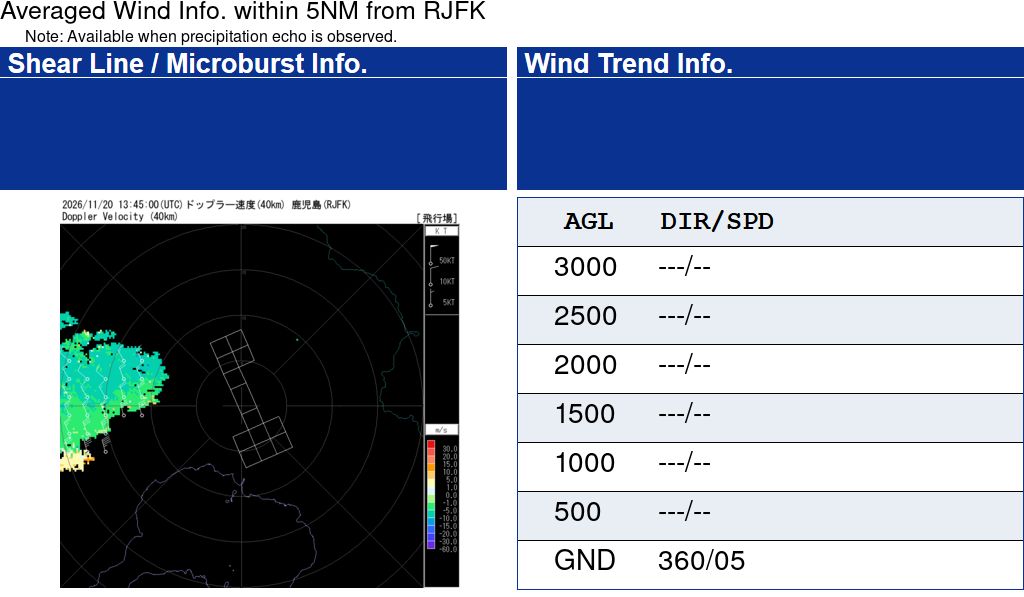 Averaged Wind Info. within 5NM from RJFK
Note: Available when precipitation echo is observed.
Shear Line / Microburst Info.
Wind Trend Info.
2026/11/20 13:45:00(UTC) ドップラー速度(40km) 鹿児島(RJFK)
Doppler Velocity (40km)
[飛行場]
KT
50KT
10KT
5KT
m/s
30.0
20.0
15.0
10.0
5.0
1.0
0.0
-1.0
-5.0
-10.0
-15.0
-20.0
-30.0
-60.0
AGL DIR/SPD
3000 ---/--
2500 ---/--
2000 ---/--
1500 ---/--
1000 ---/--
500 ---/--
GND 360/05